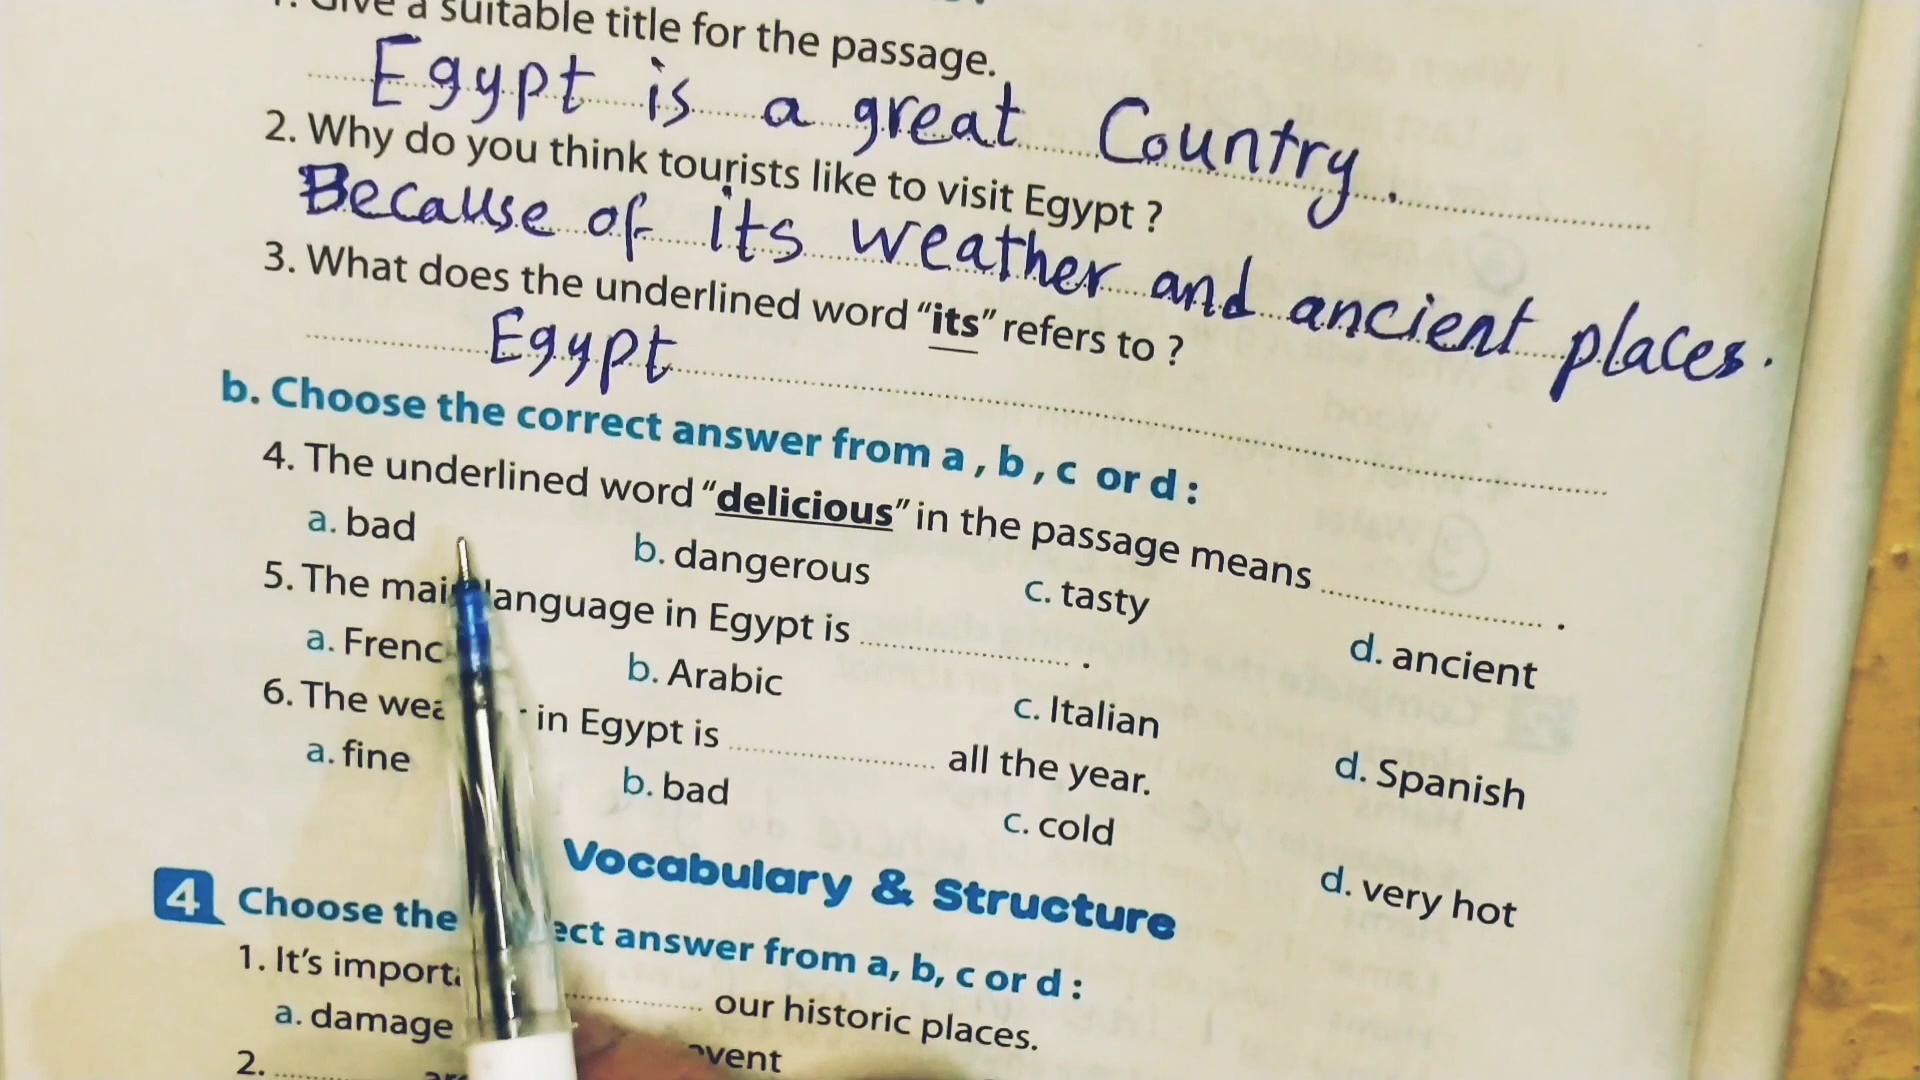 1. Give a suitable title for the passage.
Egypt is a great Country.
2. Why do you think tourists like to visit Egypt ?
Because of its weather and ancient places.
3. What does the underlined word “its” refers to ?
Egypt
b. Choose the correct answer from a , b , c or d :
4. The underlined word “delicious” in the passage means .................... .
a. bad b. dangerous c. tasty d. ancient
5. The main language in Egypt is .................... .
a. Frenc b. Arabic c. Italian d. Spanish
6. The wea in Egypt is .................... all the year.
a. fine b. bad c. cold d. very hot
Vocabulary & Structure
4 Choose the ect answer from a, b, c or d :
1. It’s import .................... our historic places.
a. damage vent
2. ..........